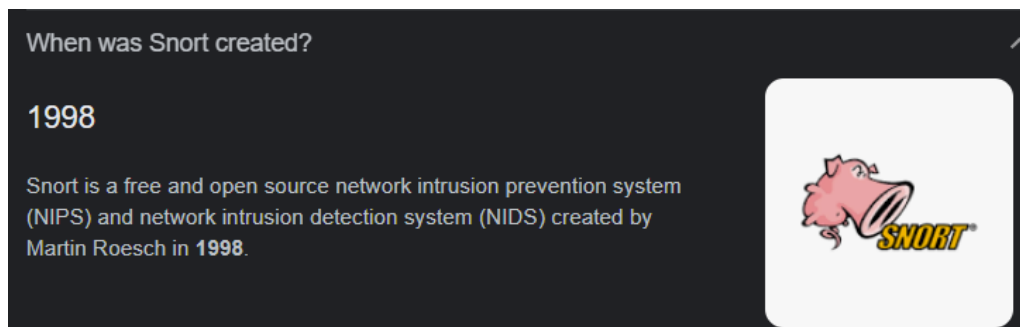 When was Snort created?
1998
Snort is a free and open source network intrusion prevention system
(NIPS) and network intrusion detection system (NIDS) created by
Martin Roesch in 1998.
SNORT®